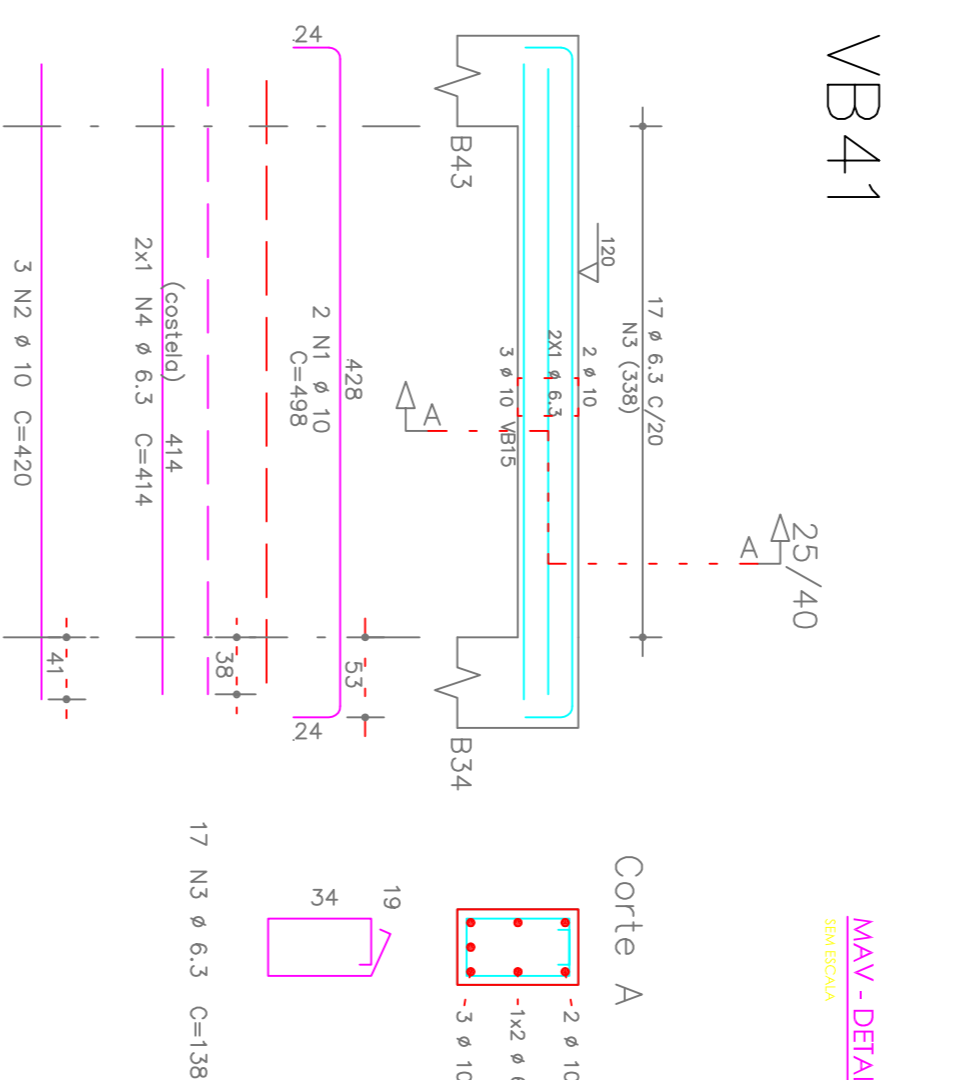 VB41
25/40
A
17 ø 6.3 C/20
N3 (338)
120
2 ø 10
2X1 ø 6.3
3 ø 10
VB15
A
B43
B34
428
2 N1 ø 10
C=498
24
24
53
38
(costela)
414
2x1 N4 ø 6.3 C=414
41
3 N2 ø 10 C=420
MAV - DETAL
SEM ESCALA
Corte A
2 ø 10
1x2 ø 6
3 ø 10
19
34
17 N3 ø 6.3 C=138